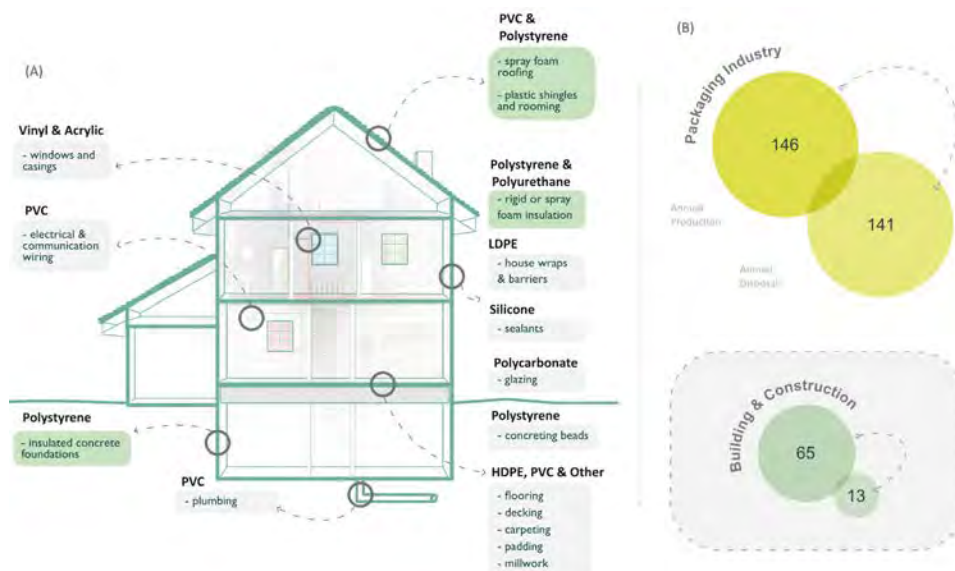 (A)
PVC &
Polystyrene
- spray foam
roofing
- plastic shingles
and rooming
Vinyl & Acrylic
- windows and
casings
Polystyrene &
Polyurethane
- rigid or spray
foam insulation
PVC
- electrical &
communication
wiring
LDPE
- house wraps
& barriers
Silicone
- sealants
Polycarbonate
- glazing
Polystyrene
- insulated concrete
foundations
Polystyrene
- concreting beads
PVC
- plumbing
HDPE, PVC & Other
- flooring
- decking
- carpeting
- padding
- millwork
(B)
Packaging Industry
146
141
Annual
Production
Annual
Disposal
Building & Construction
65
13